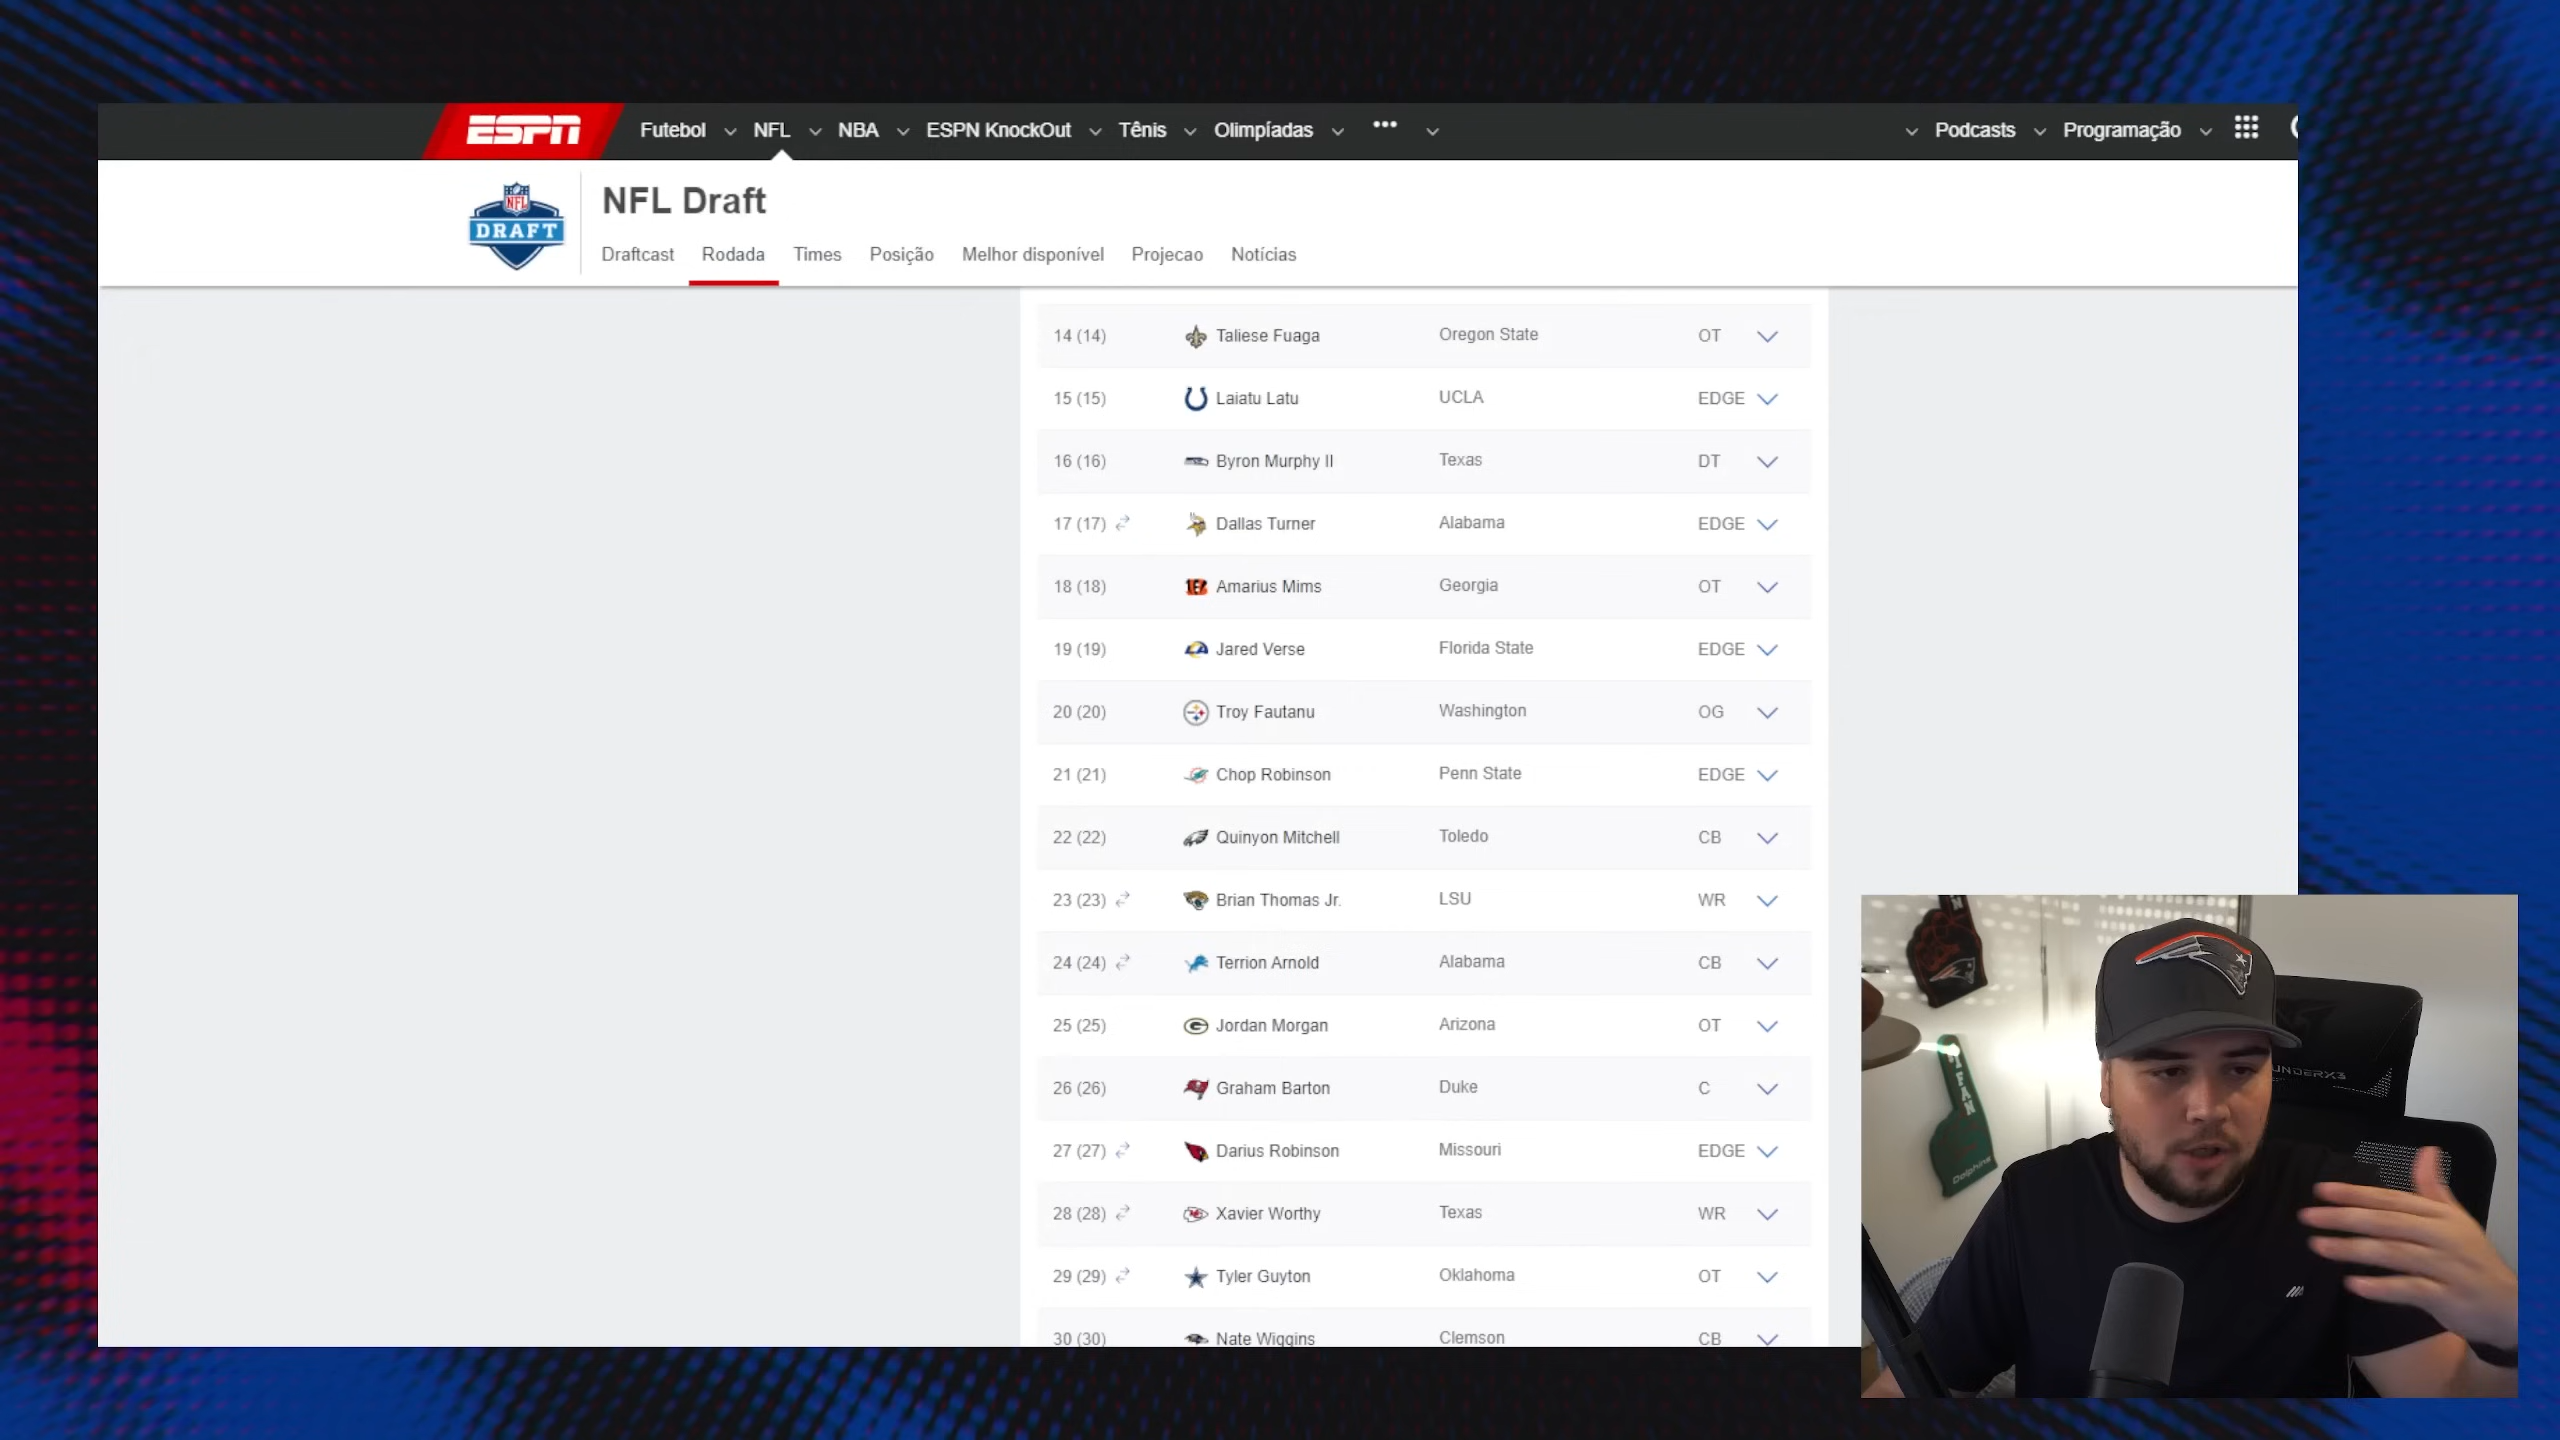 ESPN Futebol NFL NBA ESPN KnockOut Tênis Olimpíadas ••• Podcasts Programação
NFL DRAFT
NFL Draft
Draftcast Rodada Times Posição Melhor disponível Projecao Notícias
14 (14) Taliese Fuaga Oregon State OT
15 (15) Laiatu Latu UCLA EDGE
16 (16) Byron Murphy II Texas DT
17 (17) Dallas Turner Alabama EDGE
18 (18) Amarius Mims Georgia OT
19 (19) Jared Verse Florida State EDGE
20 (20) Troy Fautanu Washington OG
21 (21) Chop Robinson Penn State EDGE
22 (22) Quinyon Mitchell Toledo CB
23 (23) Brian Thomas Jr. LSU WR
24 (24) Terrion Arnold Alabama CB
25 (25) Jordan Morgan Arizona OT
26 (26) Graham Barton Duke C
27 (27) Darius Robinson Missouri EDGE
28 (28) Xavier Worthy Texas WR
29 (29) Tyler Guyton Oklahoma OT
30 (30) Nate Wiggins Clemson CB
Dolphins